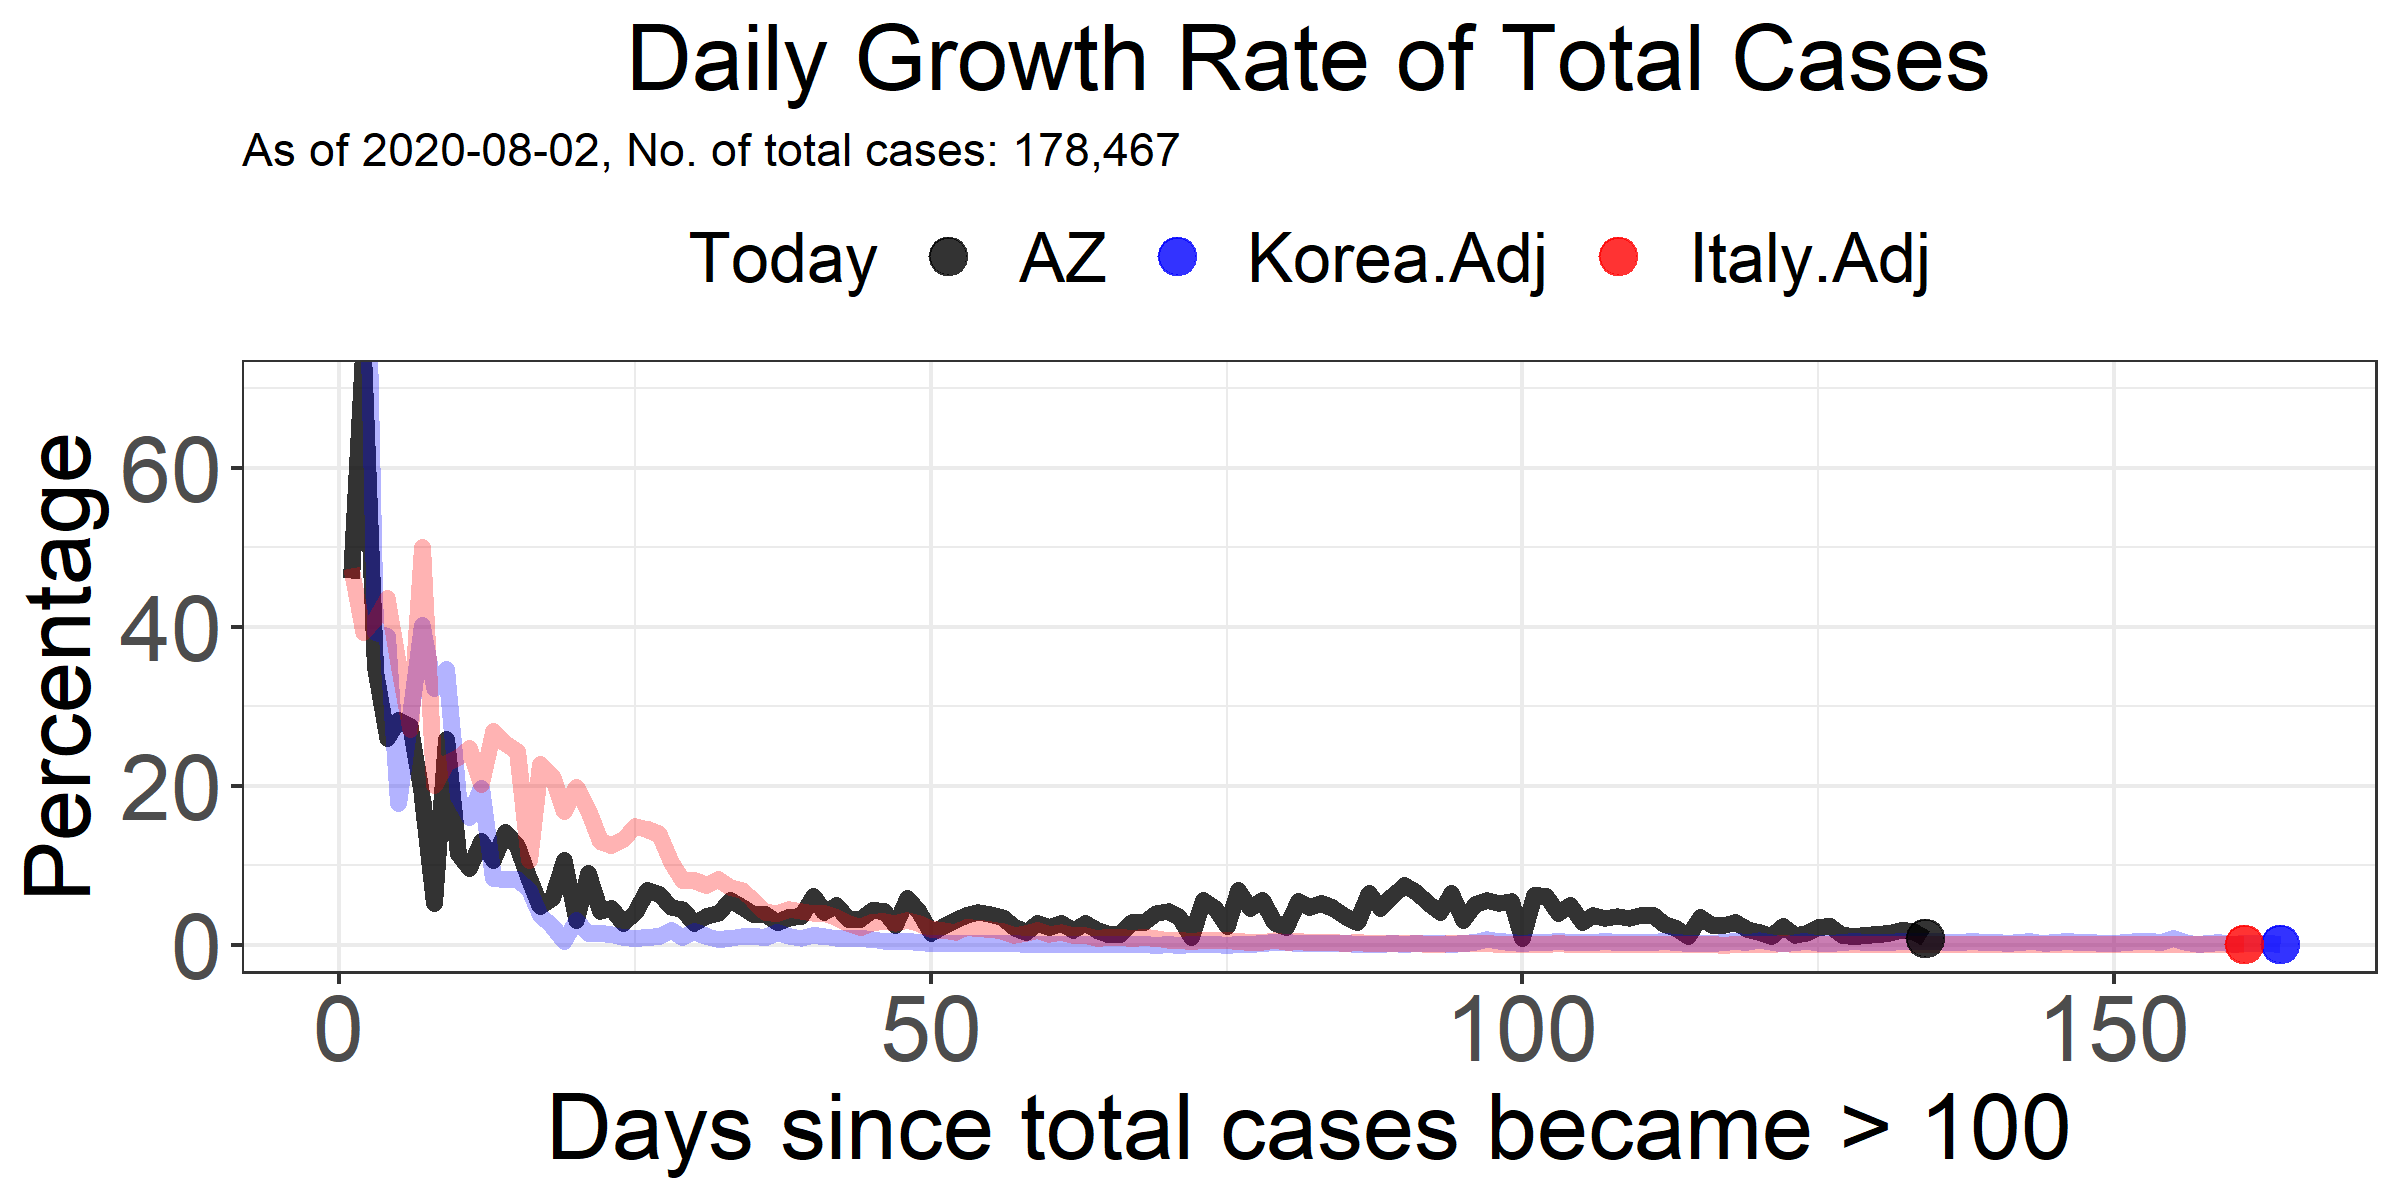 Daily Growth Rate of Total Cases
As of 2020-08-02, No. of total cases: 178,467
Today AZ Korea.Adj Italy.Adj
Percentage
60
40
20
0
0 50 100 150
Days since total cases became > 100